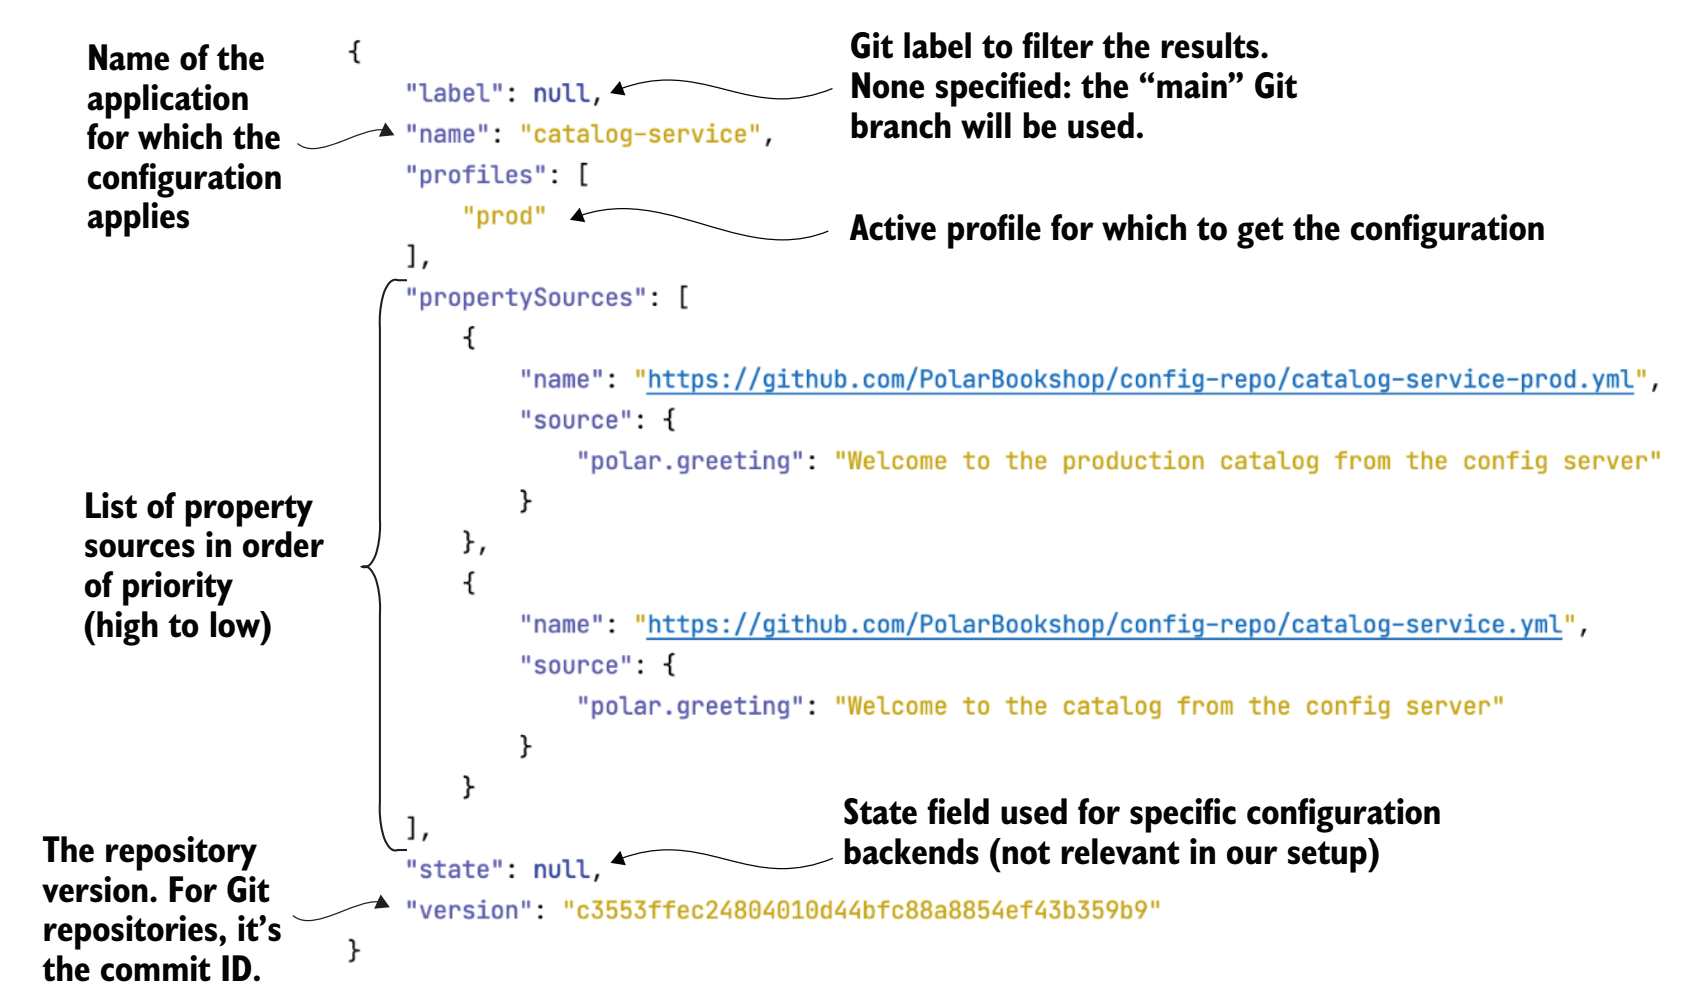 Name of the
application
for which the
configuration
applies
{
"label": null,
"name": "catalog-service",
"profiles": [
"prod"
],
"propertySources": [
{
"name": "https://github.com/PolarBookshop/config-repo/catalog-service-prod.yml",
"source": {
"polar.greeting": "Welcome to the production catalog from the config server"
}
},
{
"name": "https://github.com/PolarBookshop/config-repo/catalog-service.yml",
"source": {
"polar.greeting": "Welcome to the catalog from the config server"
}
}
],
"state": null,
"version": "c3553ffec24804010d44bfc88a8854ef43b359b9"
}
Git label to filter the results.
None specified: the “main” Git
branch will be used.
Active profile for which to get the configuration
List of property
sources in order
of priority
(high to low)
State field used for specific configuration
backends (not relevant in our setup)
The repository
version. For Git
repositories, it’s
the commit ID.